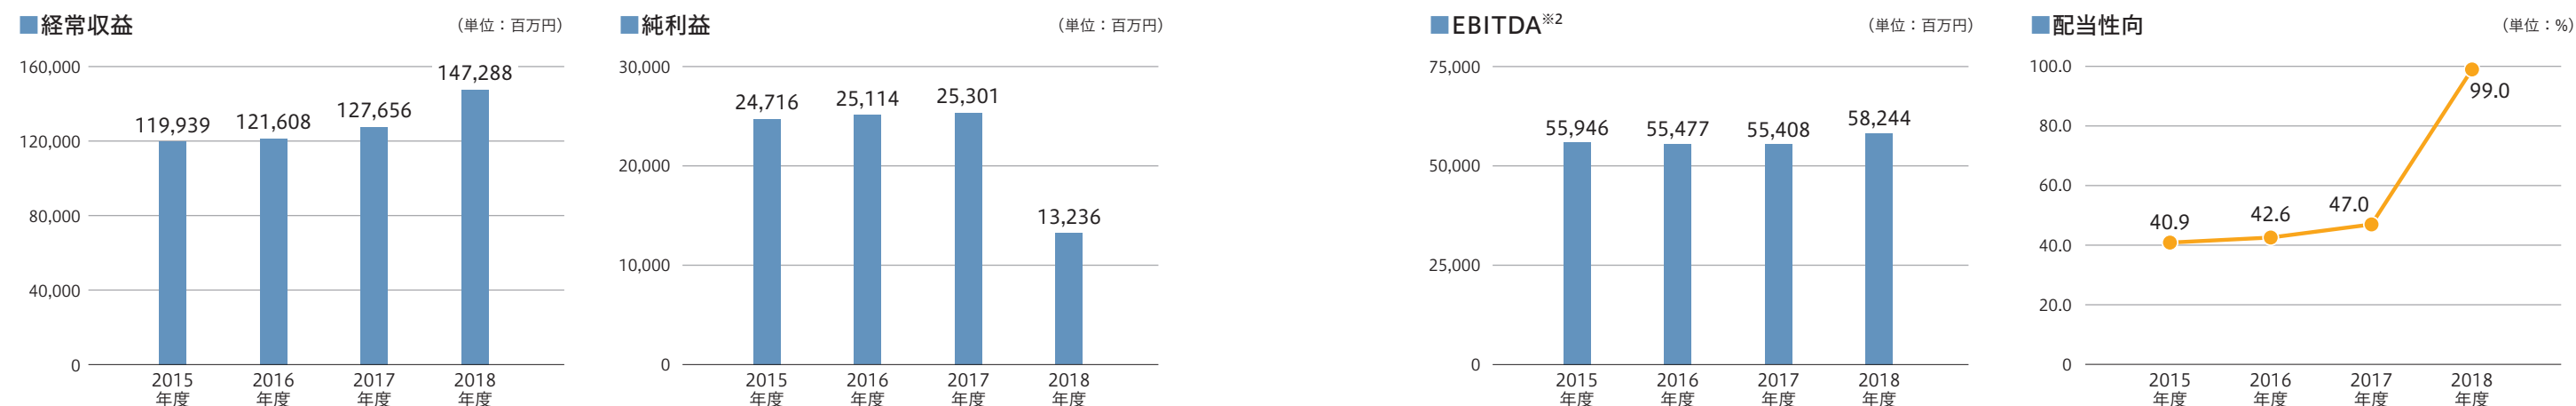 ■経常収益 （単位：百万円）
160,000
120,000
80,000
40,000
0
119,939 121,608 127,656 147,288
2015 2016 2017 2018
年度 年度 年度 年度
■純利益 （単位：百万円）
30,000
20,000
10,000
0
24,716 25,114 25,301 13,236
2015 2016 2017 2018
年度 年度 年度 年度
■EBITDA※2 （単位：百万円）
75,000
50,000
25,000
0
55,946 55,477 55,408 58,244
2015 2016 2017 2018
年度 年度 年度 年度
■配当性向 （単位：%）
100.0
80.0
60.0
40.0
20.0
0
40.9 42.6 47.0 99.0
2015 2016 2017 2018
年度 年度 年度 年度